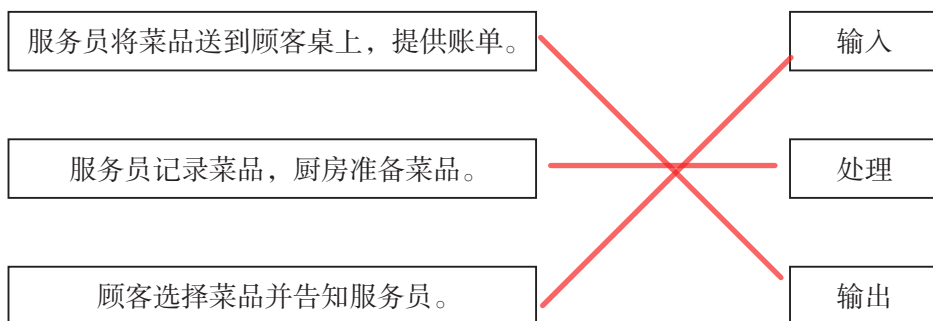 服务员将菜品送到顾客桌上，提供账单。
输入
服务员记录菜品，厨房准备菜品。
处理
顾客选择菜品并告知服务员。
输出